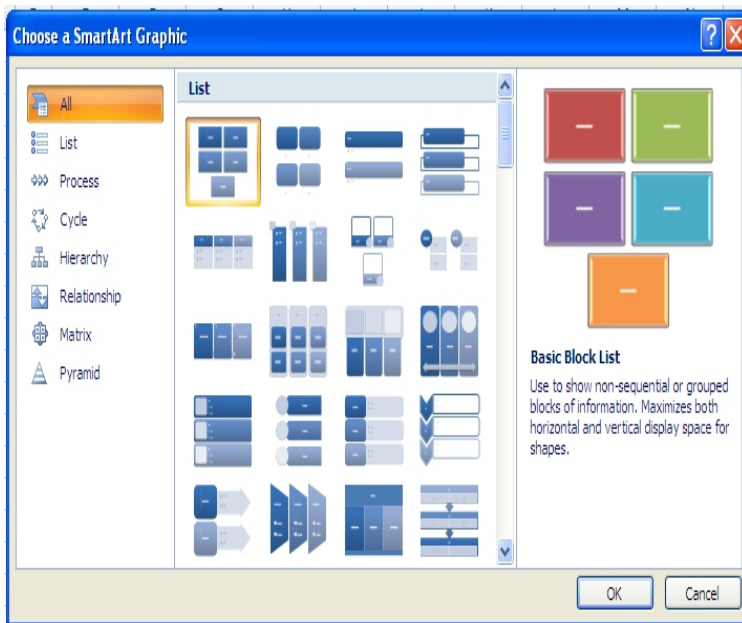 Choose a SmartArt Graphic
?
All
List
Process
Cycle
Hierarchy
Relationship
Matrix
Pyramid
List
Basic Block List
Use to show non-sequential or grouped
blocks of information. Maximizes both
horizontal and vertical display space for
shapes.
OK
Cancel